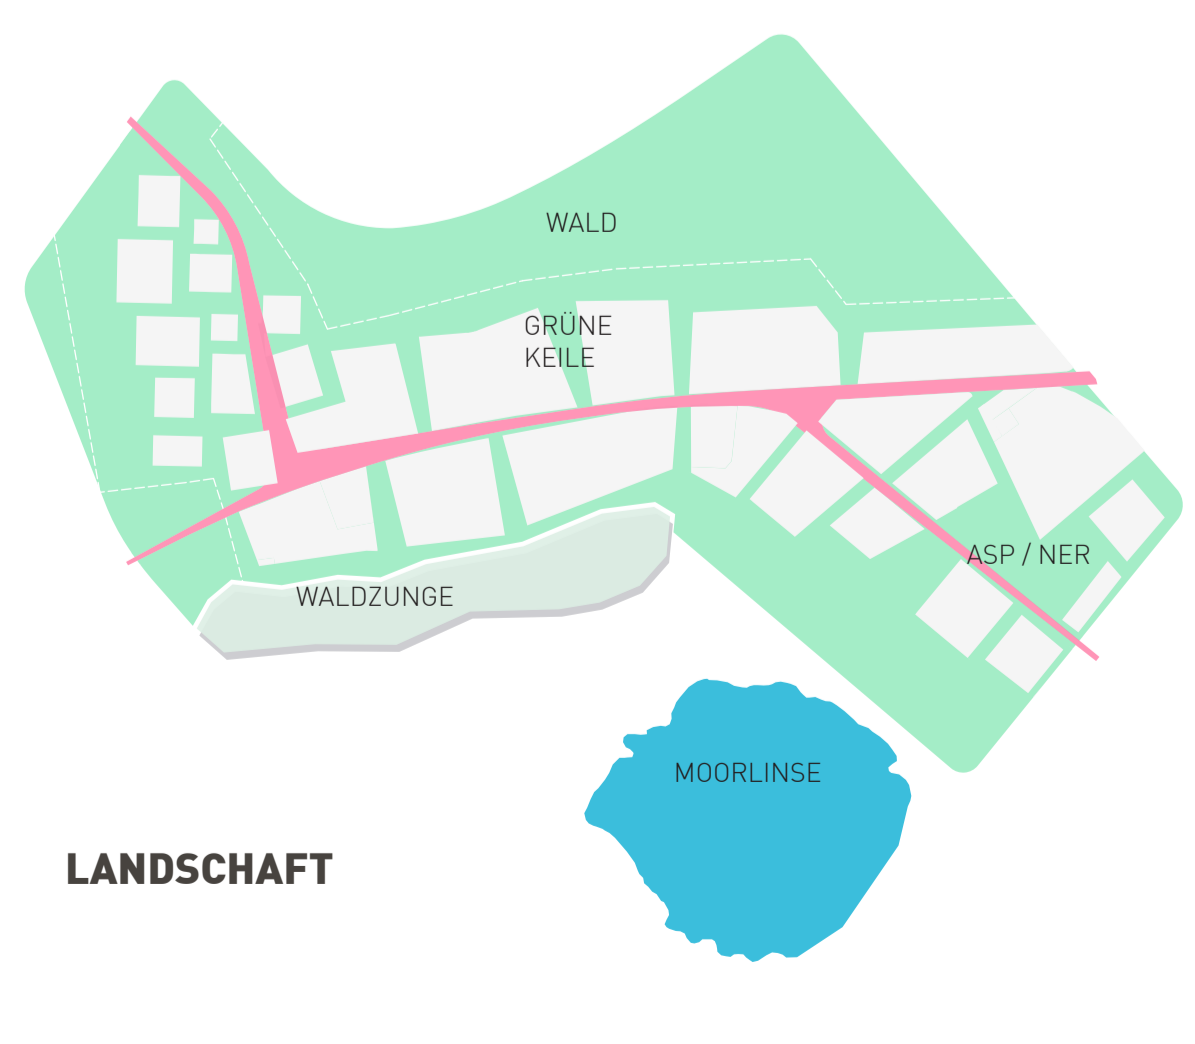 WALD
GRÜNE
KEILE
ASP / NER
WALDZUNGE
MOORLINSE
LANDSCHAFT